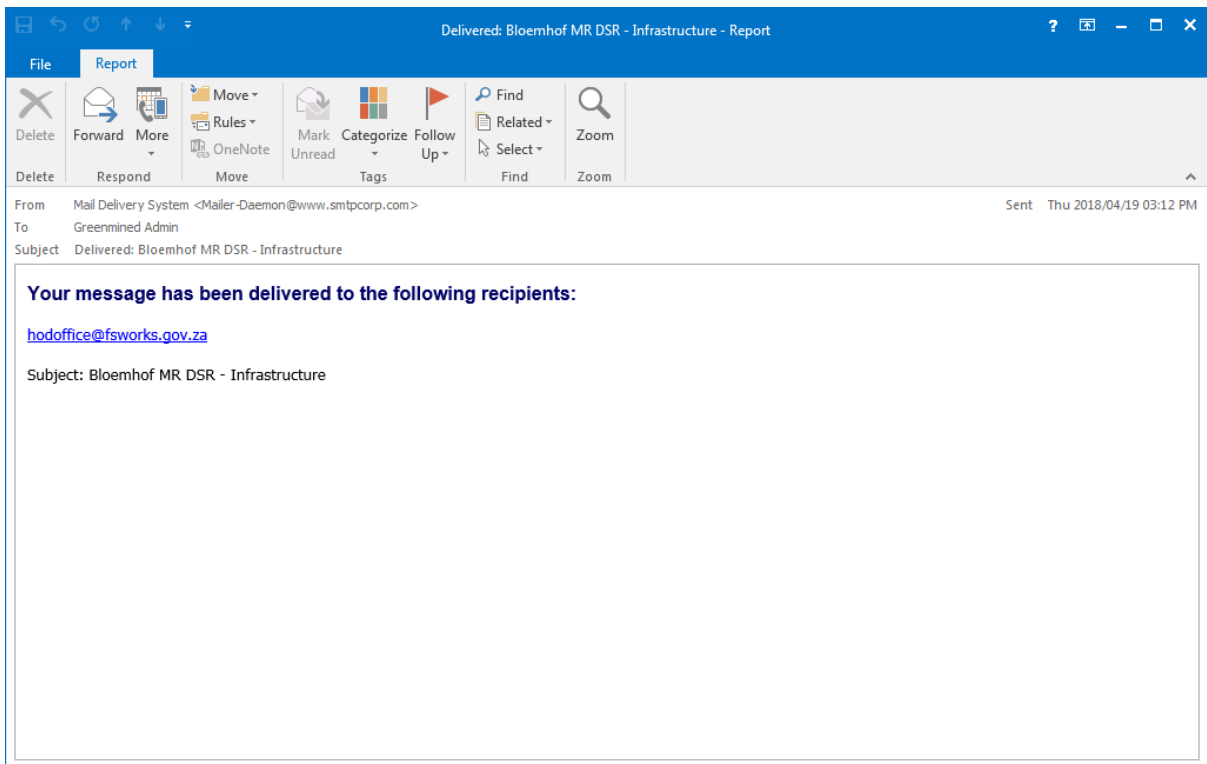 Delivered: Bloemhof MR DSR - Infrastructure - Report
?
File Report
Delete
Forward More
Move
Rules
OneNote
Mark Unread
Categorize
Follow Up
Find
Related
Select
Zoom
Delete Respond Move Tags Find Zoom
From Mail Delivery System <Mailer-Daemon@www.smtpcorp.com> Sent Thu 2018/04/19 03:12 PM
To Greenmined Admin
Subject Delivered: Bloemhof MR DSR - Infrastructure
Your message has been delivered to the following recipients:
hodoffice@fsworks.gov.za
Subject: Bloemhof MR DSR - Infrastructure